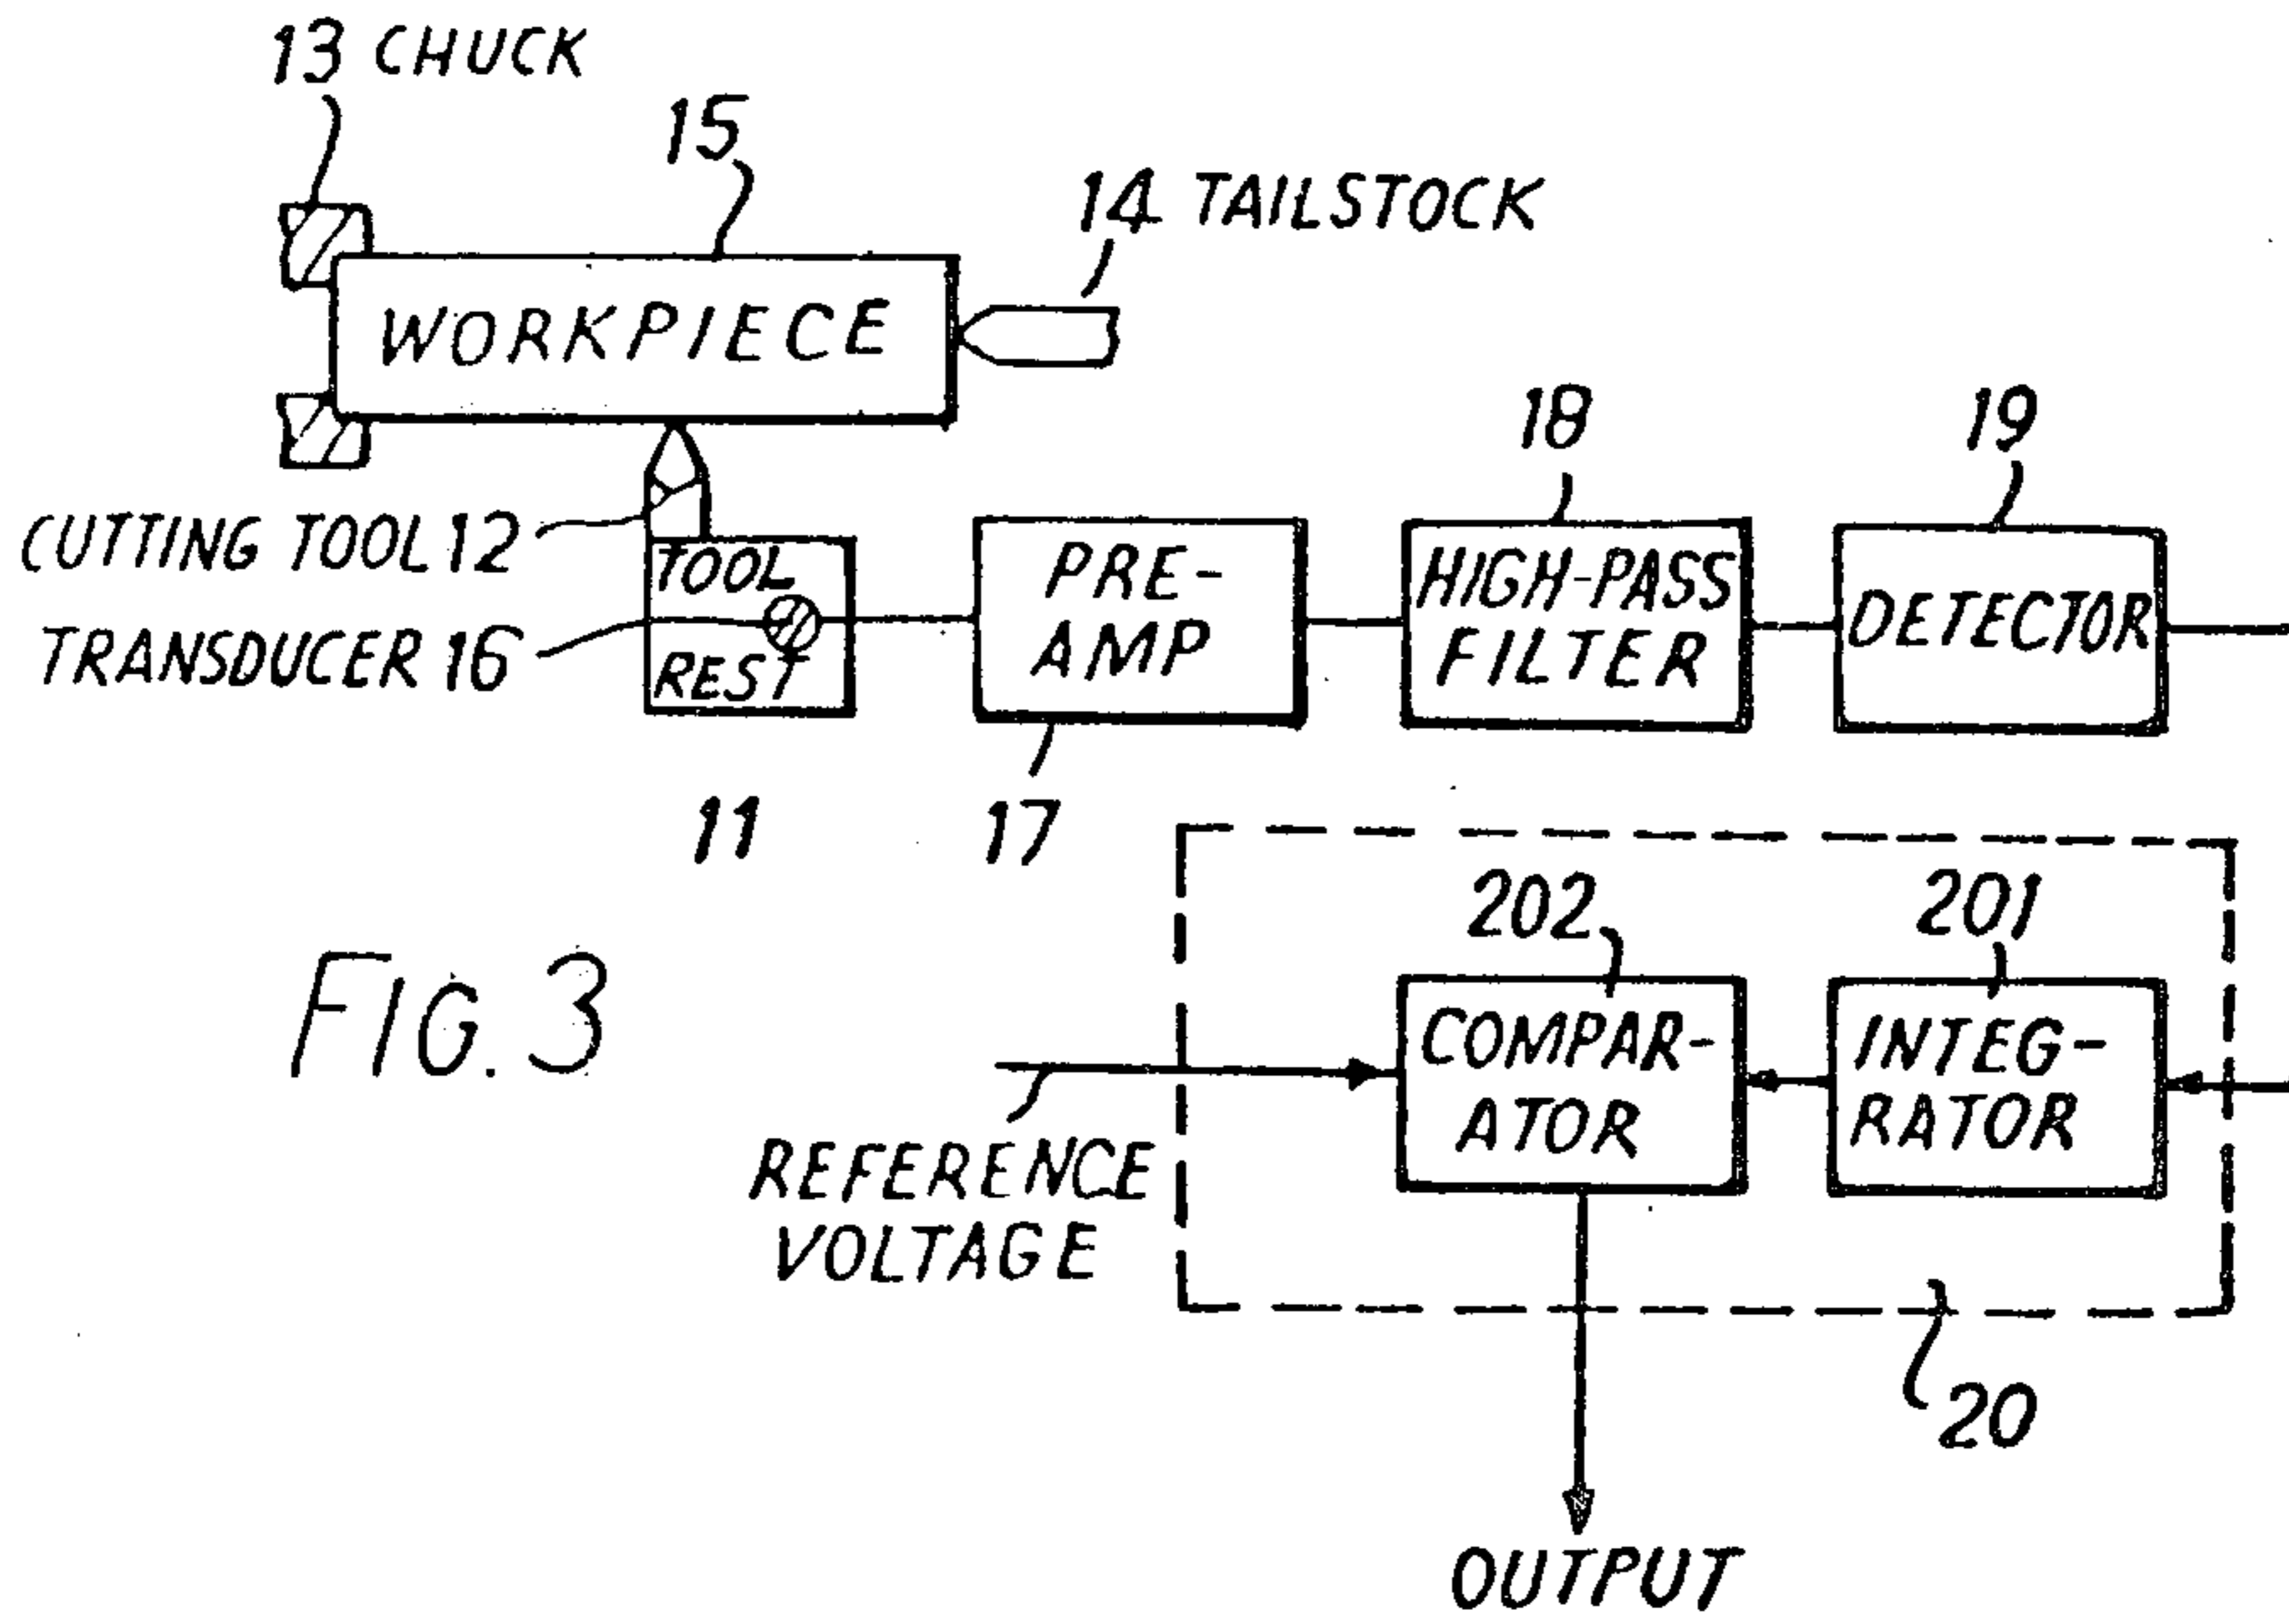 13 CHUCK
15
14 TAILSTOCK
WORKPIECE
18
19
CUTTING TOOL 12
TOOL
REST
TRANSDUCER 16
PRE-
AMP
HIGH-PASS
FILTER
DETECTOR
11
17
202
201
FIG. 3
COMPAR-
ATOR
INTEG-
RATOR
REFERENCE
VOLTAGE
20
OUTPUT